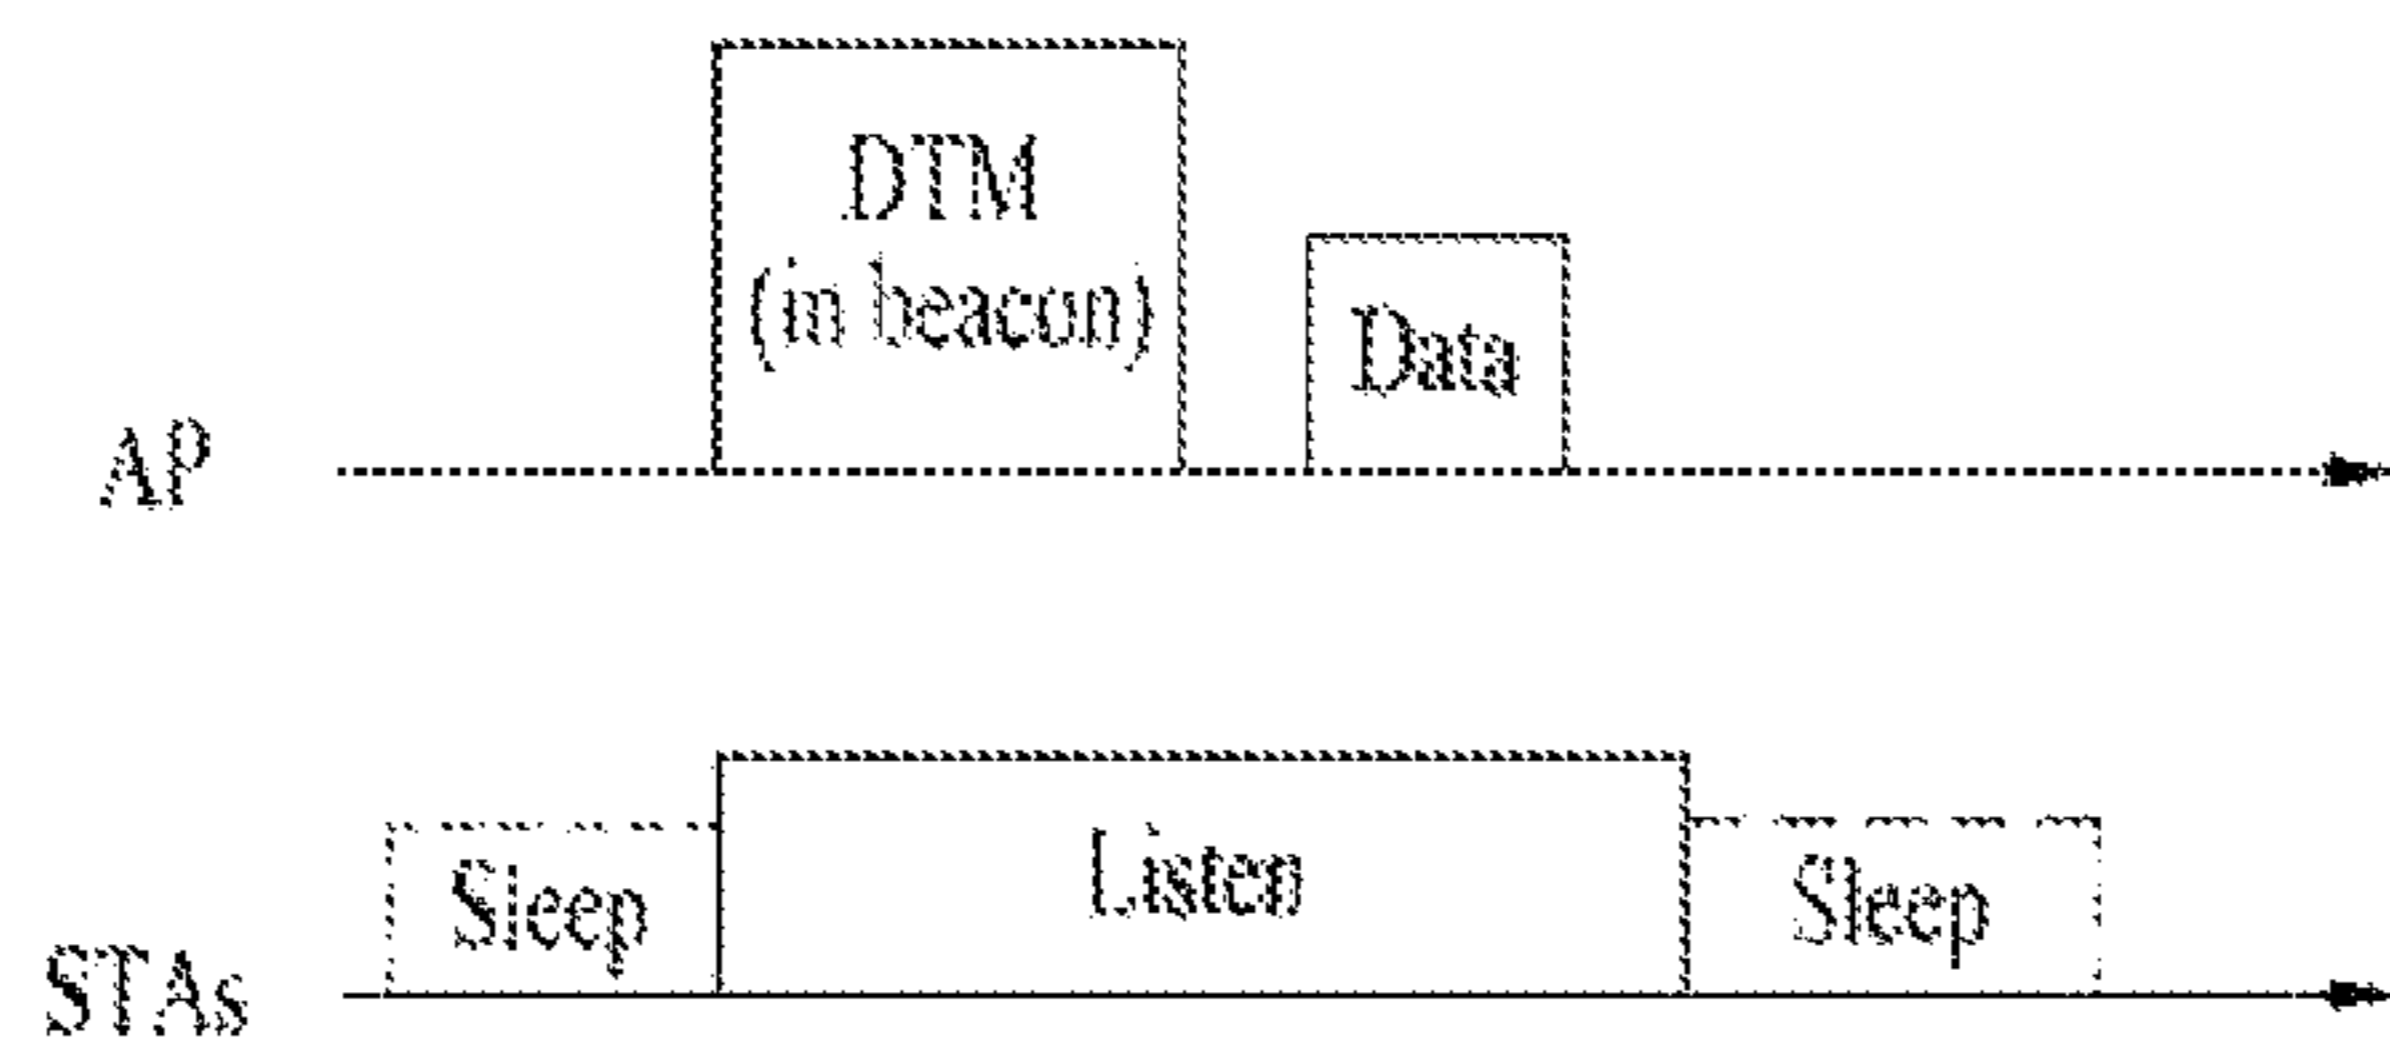 DTM
(in beacon)
Data
AP
Sleep
Listen
Sleep
STAs